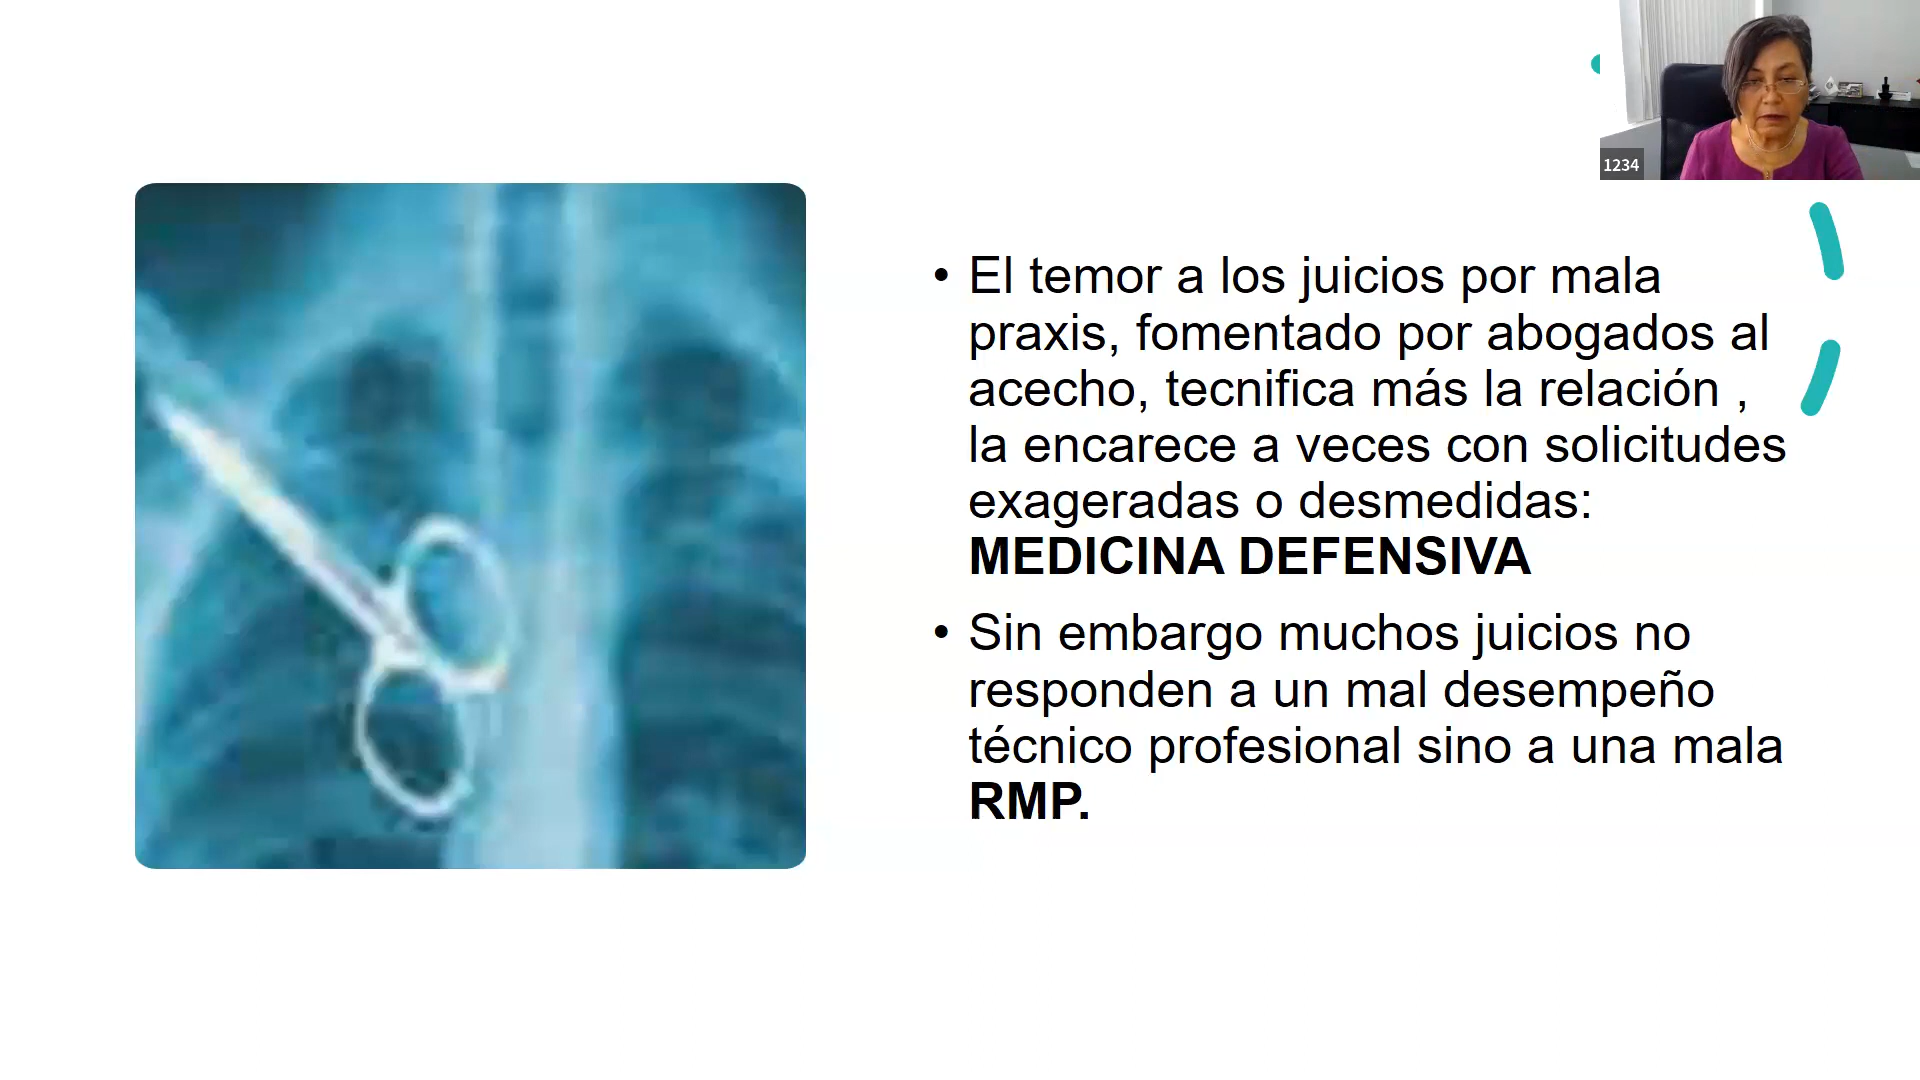 1234
• El temor a los juicios por mala
praxis, fomentado por abogados al
acecho, tecnifica más la relación ,
la encarece a veces con solicitudes
exageradas o desmedidas:
MEDICINA DEFENSIVA
• Sin embargo muchos juicios no
responden a un mal desempeño
técnico profesional sino a una mala
RMP.